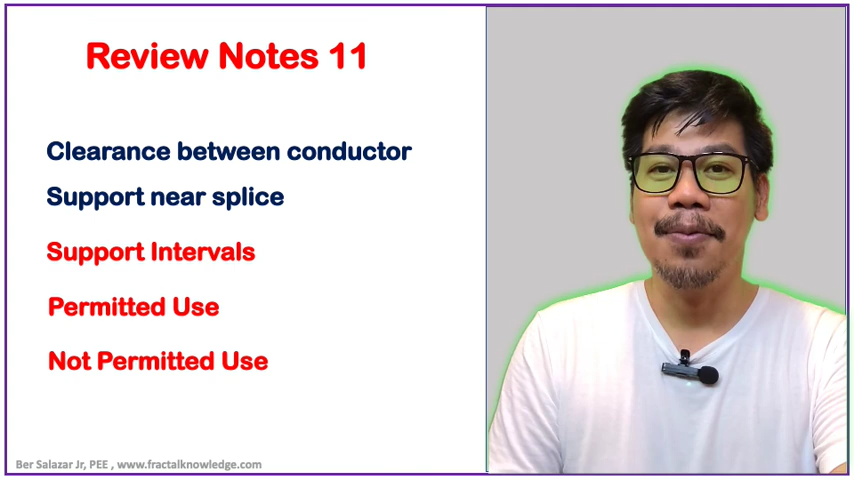 Review Notes 11
Clearance between conductor
Support near splice
Support Intervals
Permitted Use
Not Permitted Use
Ber Salazar Jr, PEE , www.fractalknowledge.com